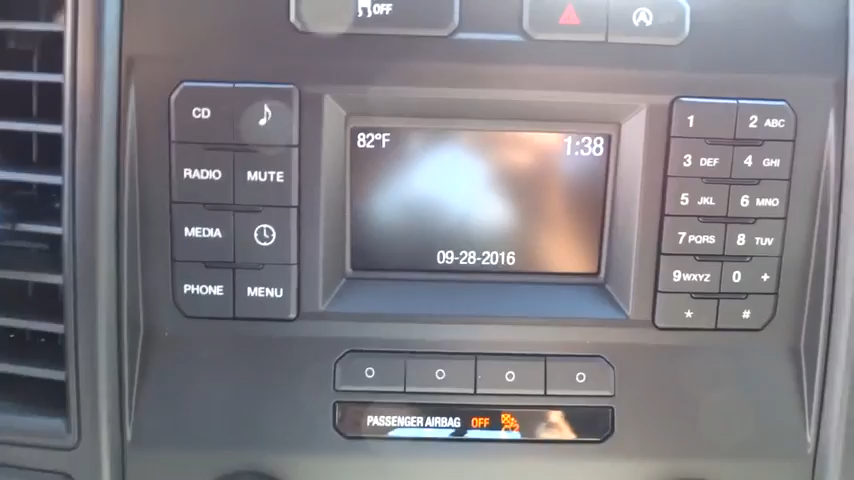 OFF
A
CD
RADIO MUTE
MEDIA
PHONE MENU
82°F 1:38
09-28-2016
1 2 ABC
3 DEF 4 GHI
5 JKL 6 MNO
7 PQRS 8 TUV
9 WXYZ 0 +
* #
PASSENGER AIRBAG OFF